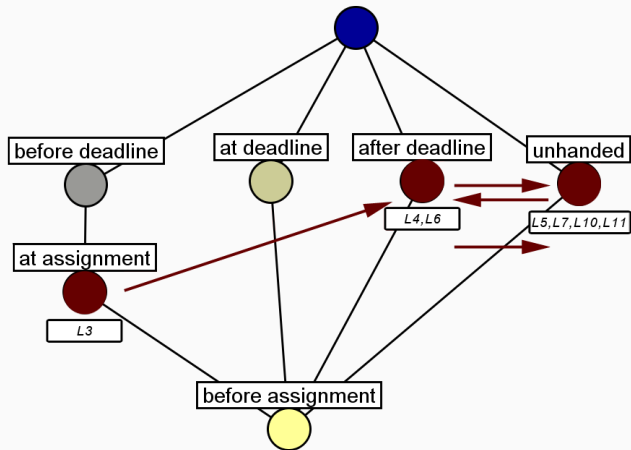 before deadline
at deadline
after deadline
unhanded
L4,L6
L5,L7,L10,L11
at assignment
L3
before assignment